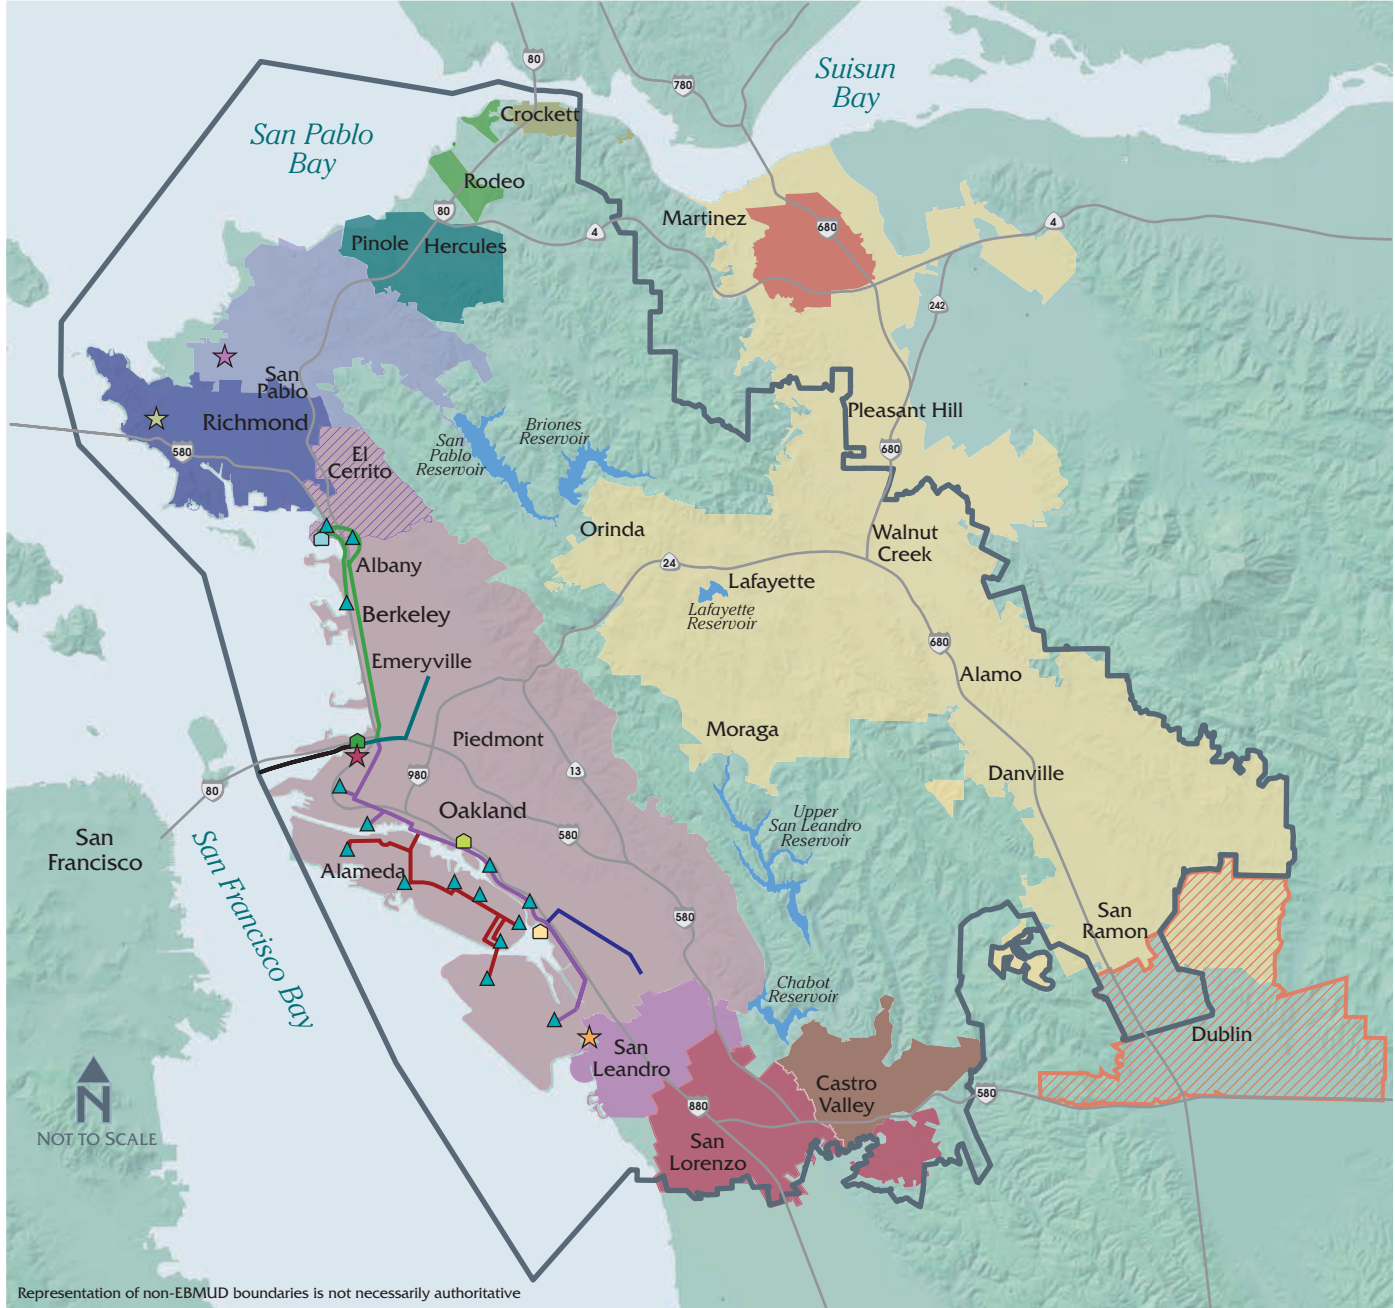 80
780
Suisun
Bay
Crockett
San Pablo
Bay
Rodeo
80
Martinez
680
4
4
Pinole
Hercules
242
San
Pablo
Richmond
Pleasant Hill
Briones
Reservoir
San
Pablo
Reservoir
580
El
Cerrito
680
Orinda
Walnut
Creek
24
Albany
Lafayette
Lafayette
Reservoir
Berkeley
680
Emeryville
Alamo
Moraga
Piedmont
980
13
Danville
80
Oakland
Upper
San Leandro
Reservoir
San
Francisco
580
Alameda
San Francisco Bay
580
San
Ramon
Chabot
Reservoir
Dublin
San
Leandro
Castro
Valley
580
880
N
NOT TO SCALE
San
Lorenzo
Representation of non-EBMUD boundaries is not necessarily authoritative